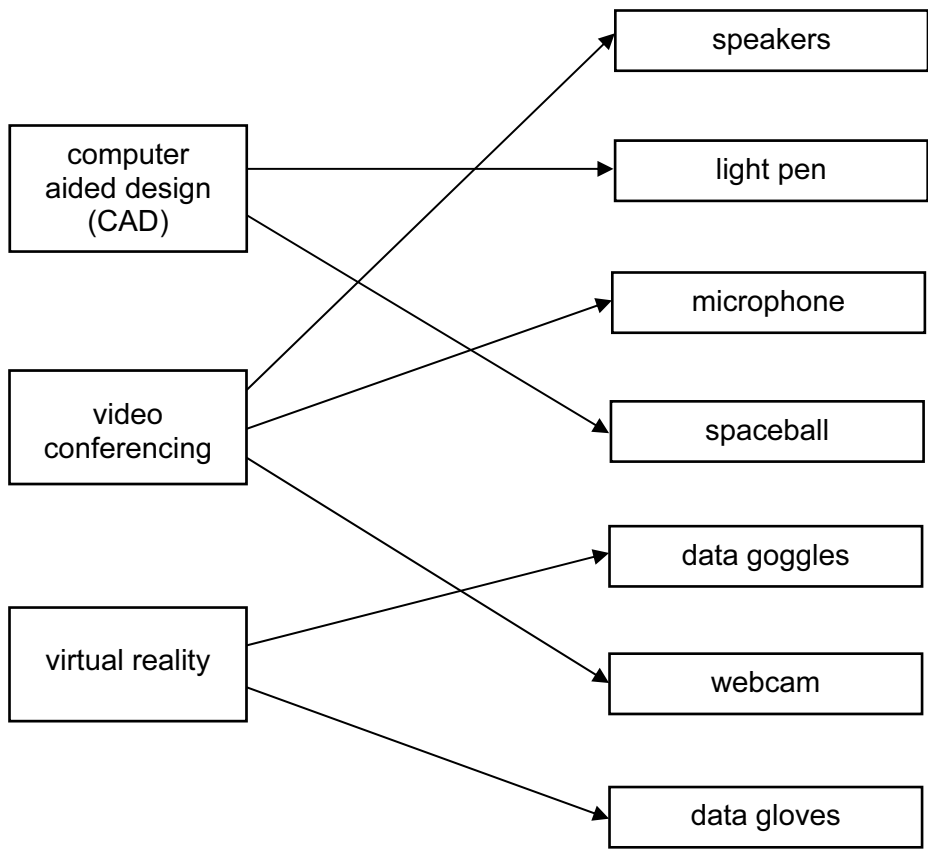 computer
aided design
(CAD)
video
conferencing
virtual reality
speakers
light pen
microphone
spaceball
data goggles
webcam
data gloves